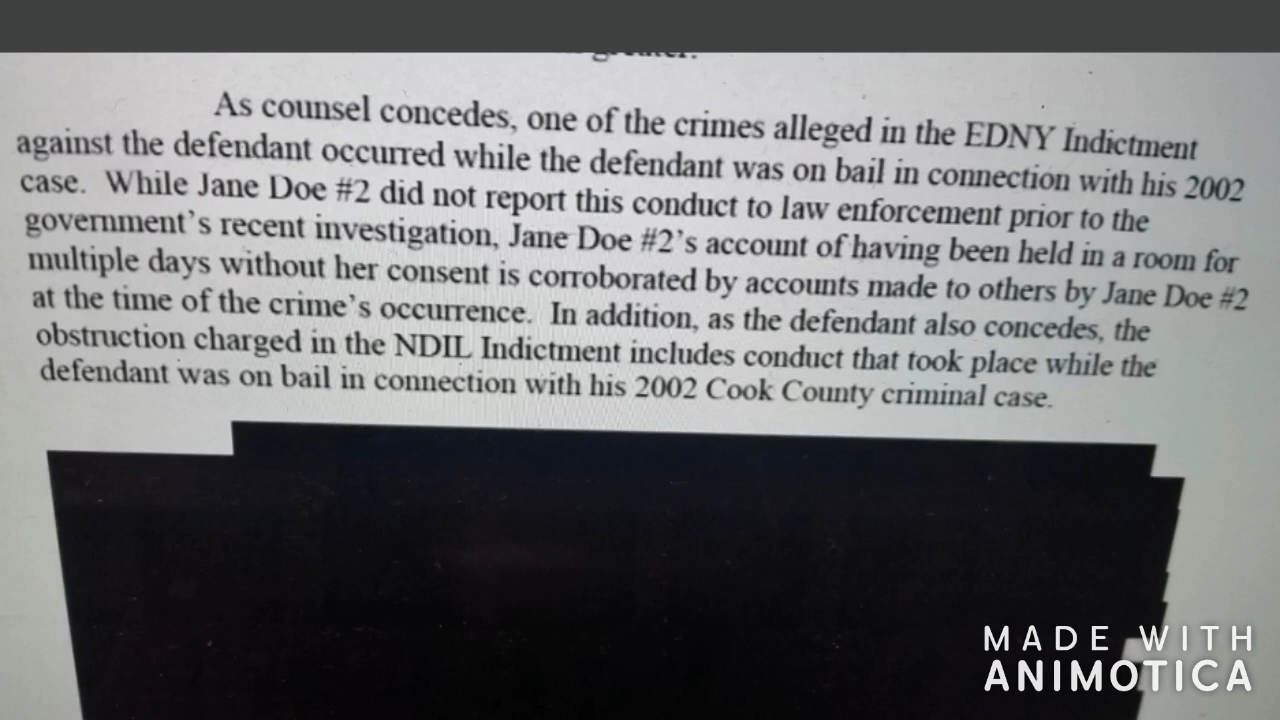 As counsel concedes, one of the crimes alleged in the EDNY Indictment
against the defendant occurred while the defendant was on bail in connection with his 2002
case. While Jane Doe #2 did not report this conduct to law enforcement prior to the
government's recent investigation, Jane Doe #2's account of having been held in a room for
multiple days without her consent is corroborated by accounts made to others by Jane Doe #2
at the time of the crime's occurrence. In addition, as the defendant also concedes, the
obstruction charged in the NDIL Indictment includes conduct that took place while the
defendant was on bail in connection with his 2002 Cook County criminal case.
MADE WITH
ANIMOTICA